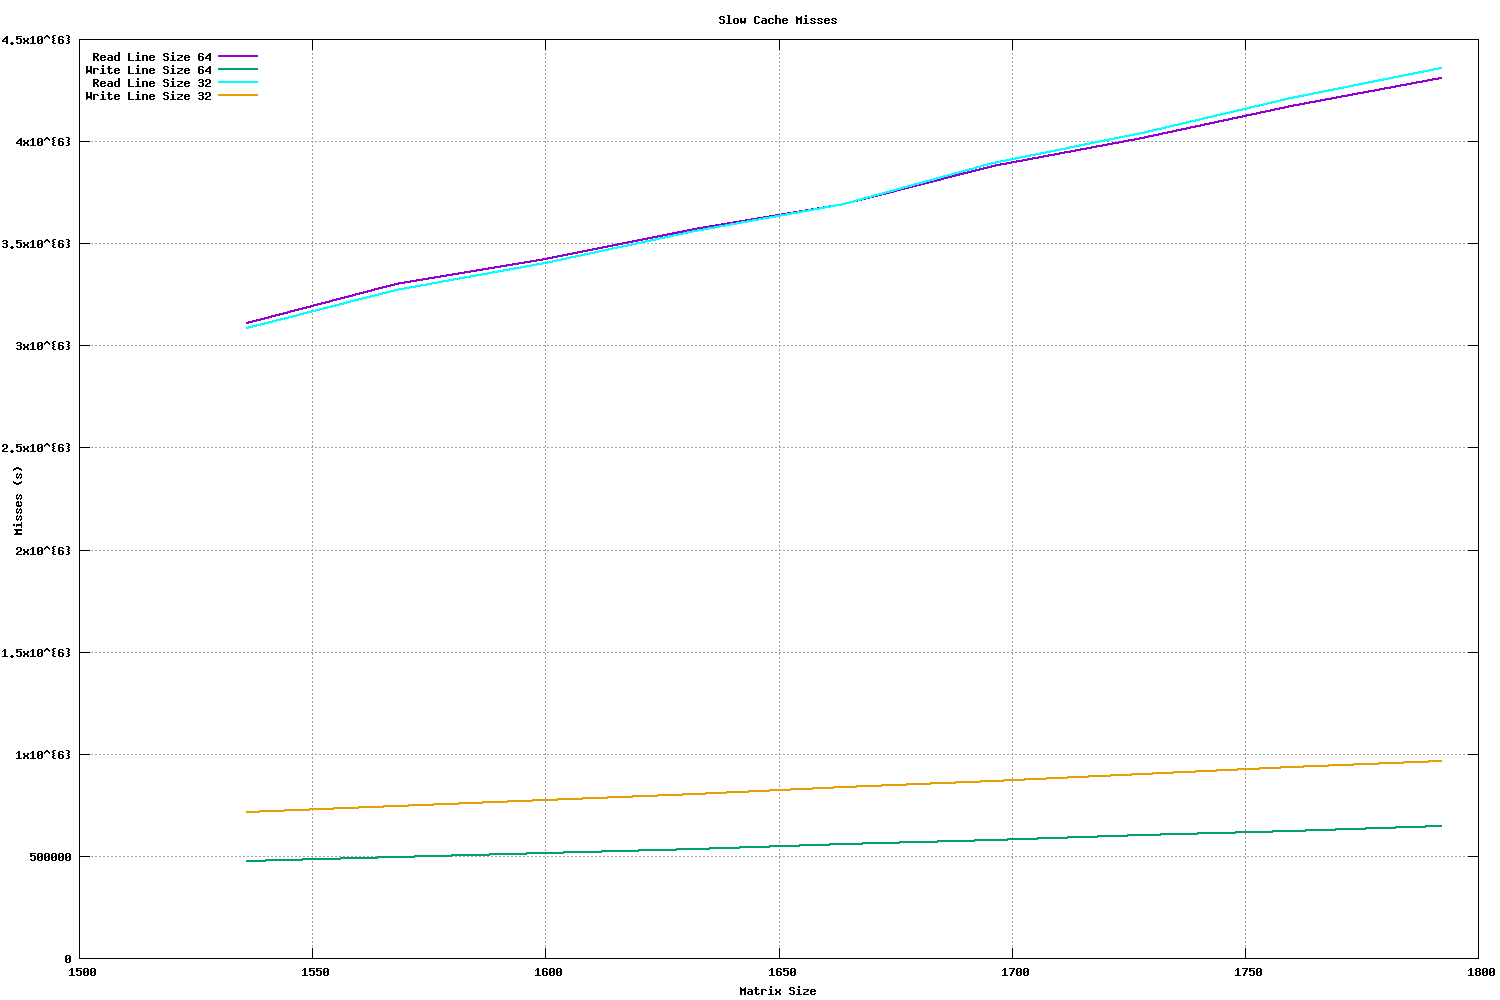 Slow Cache Misses
4.5x10^{6}
Read Line Size 64
Write Line Size 64
Read Line Size 32
Write Line Size 32
4x10^{6}
3.5x10^{6}
3x10^{6}
2.5x10^{6}
Misses (s)
2x10^{6}
1.5x10^{6}
1x10^{6}
500000
0
1500 1550 1600 1650 1700 1750 1800
Matrix Size